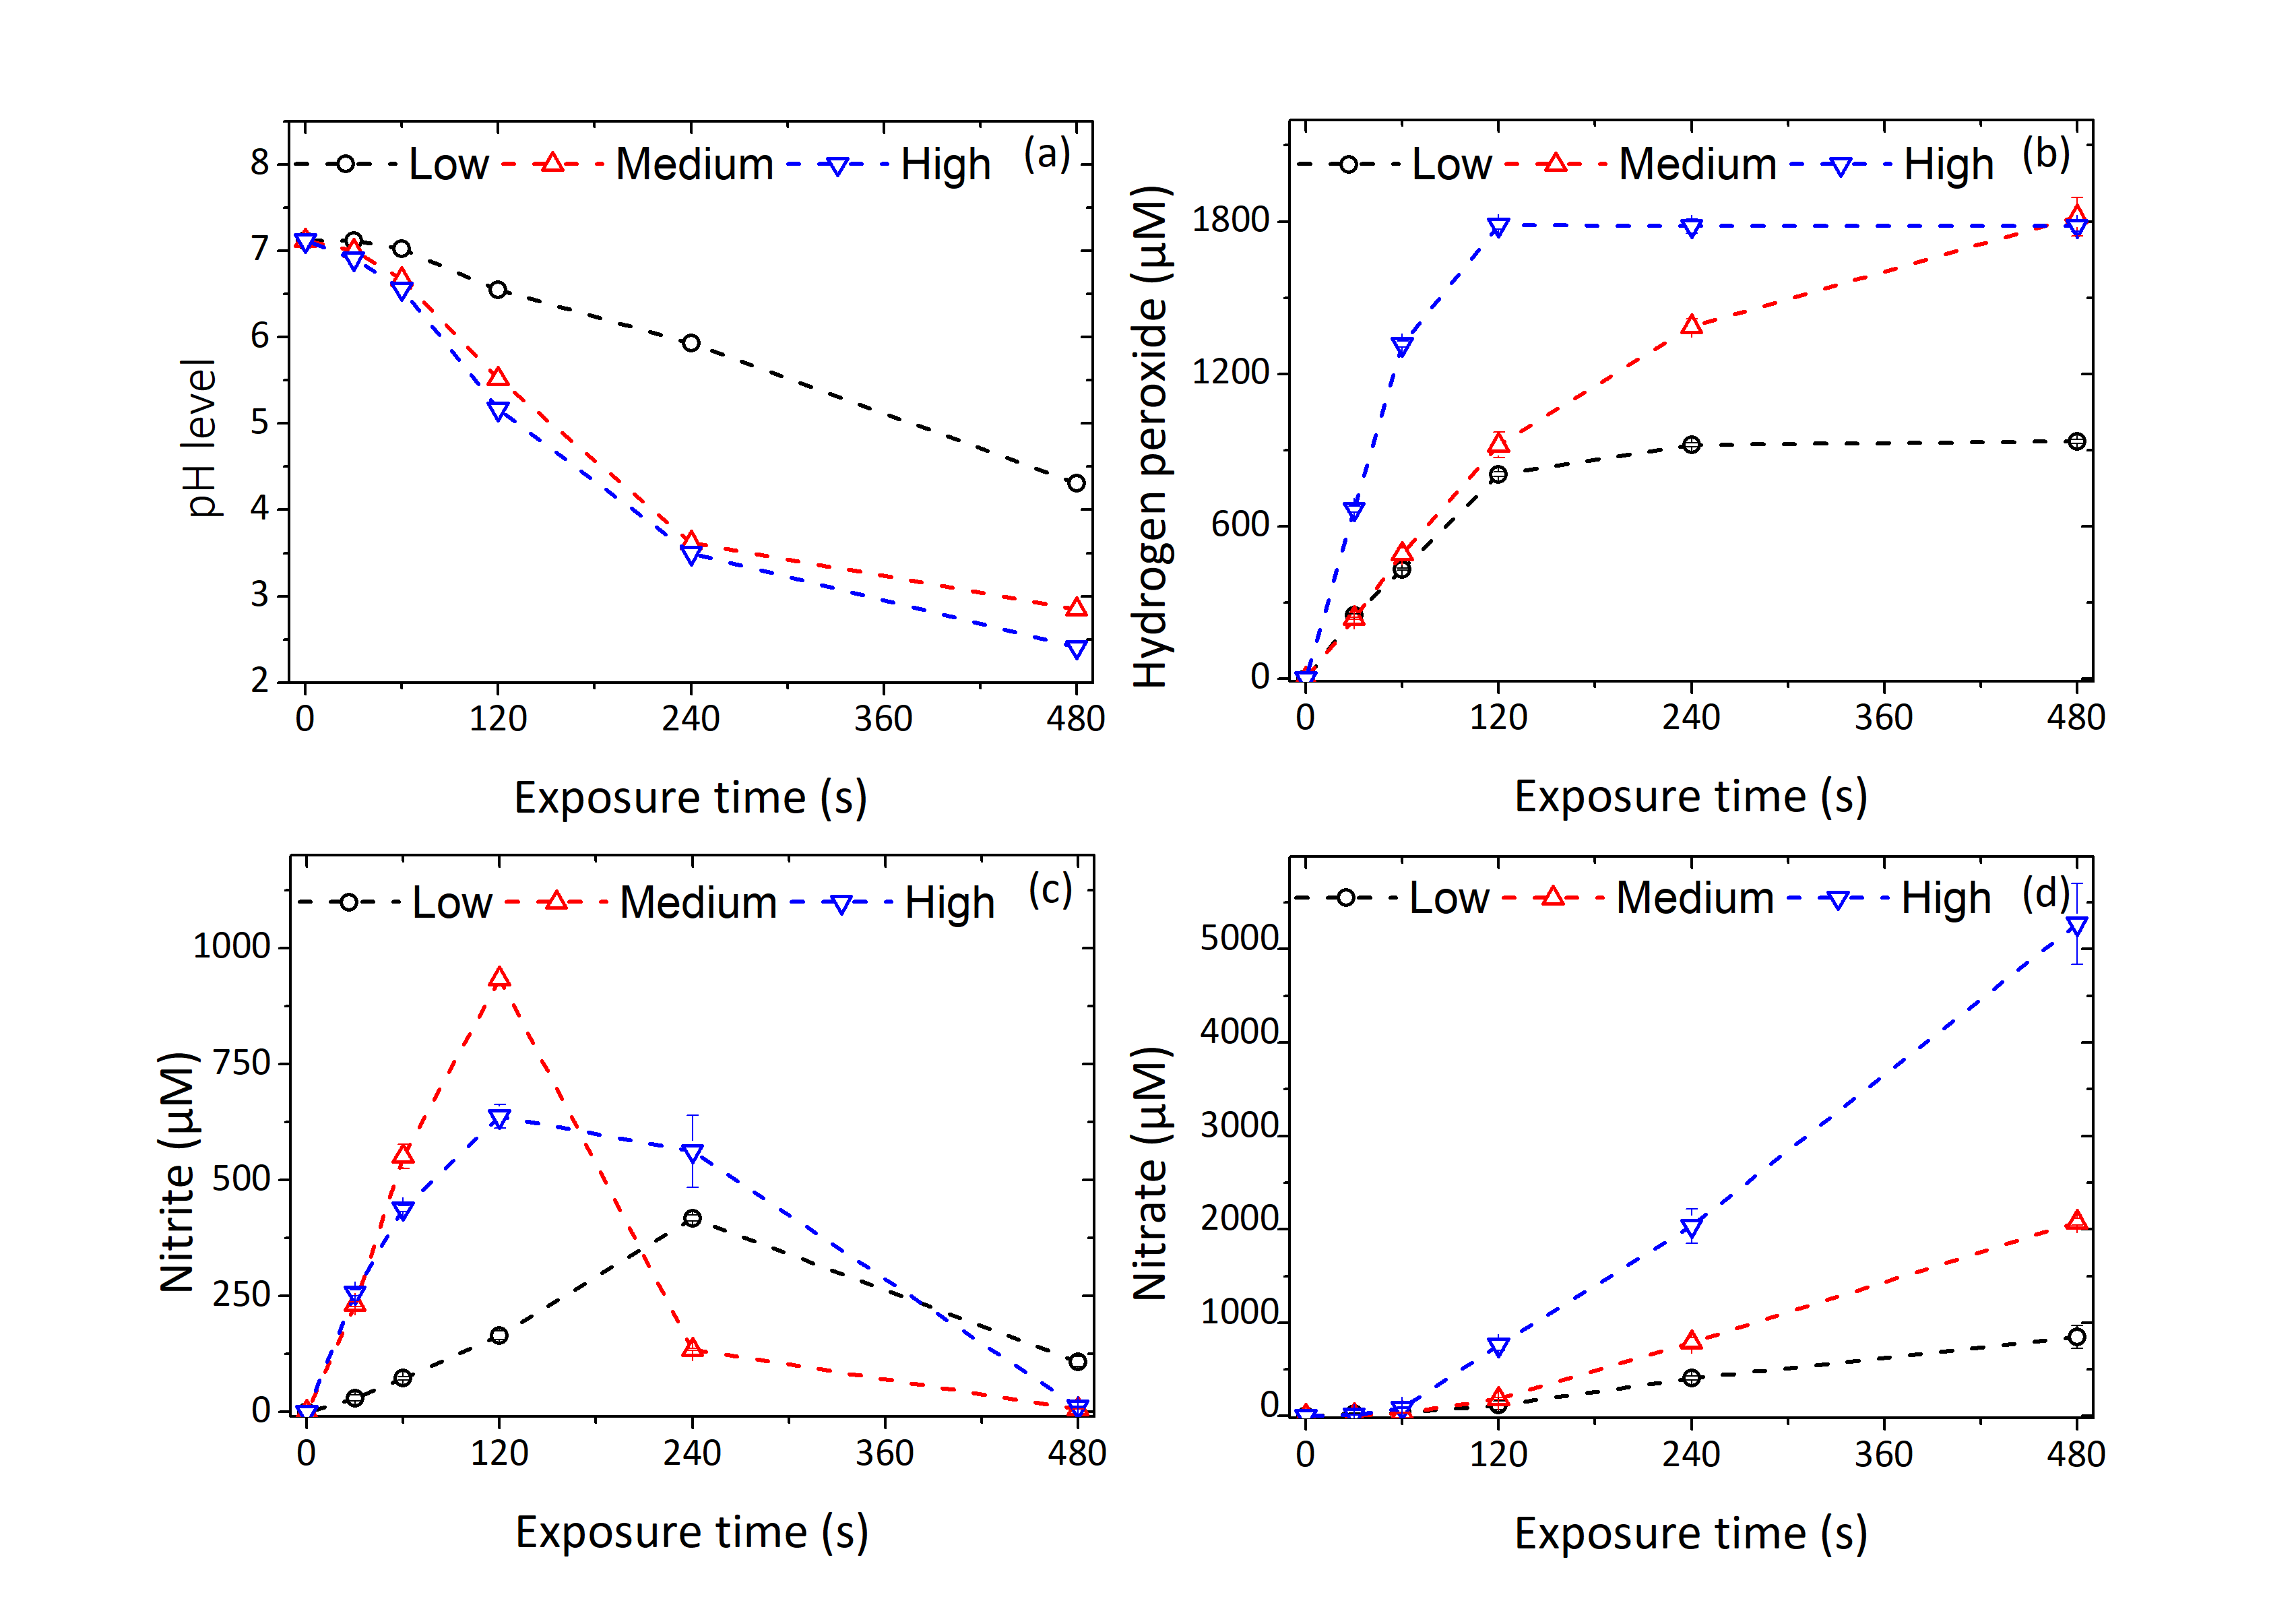 Low Medium High (a)
8
7
6
5
4
3
2
pH level
0 120 240 360 480
Exposure time (s)
Low Medium High (b)
1800
1200
600
0
Hydrogen peroxide (µM)
0 120 240 360 480
Exposure time (s)
Low Medium High (c)
1000
750
500
250
0
Nitrite (µM)
0 120 240 360 480
Exposure time (s)
Low Medium High (d)
5000
4000
3000
2000
1000
0
Nitrate (µM)
0 120 240 360 480
Exposure time (s)